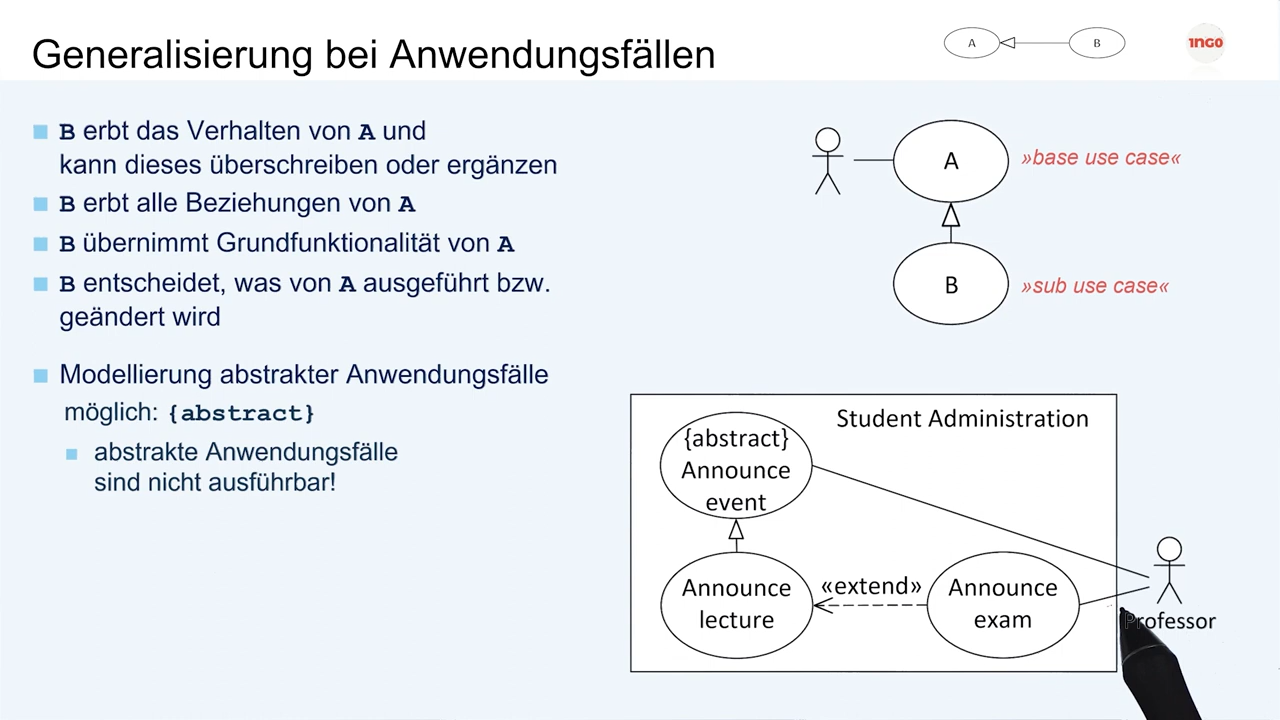 Generalisierung bei Anwendungsfällen
A
B
1NGO
B erbt das Verhalten von A und
kann dieses überschreiben oder ergänzen
B erbt alle Beziehungen von A
B übernimmt Grundfunktionalität von A
B entscheidet, was von A ausgeführt bzw.
geändert wird
Modellierung abstrakter Anwendungsfälle
möglich: {abstract}
abstrakte Anwendungsfälle
sind nicht ausführbar!
A
»base use case«
B
»sub use case«
Student Administration
{abstract}
Announce
event
Announce
lecture
«extend»
Announce
exam
Professor